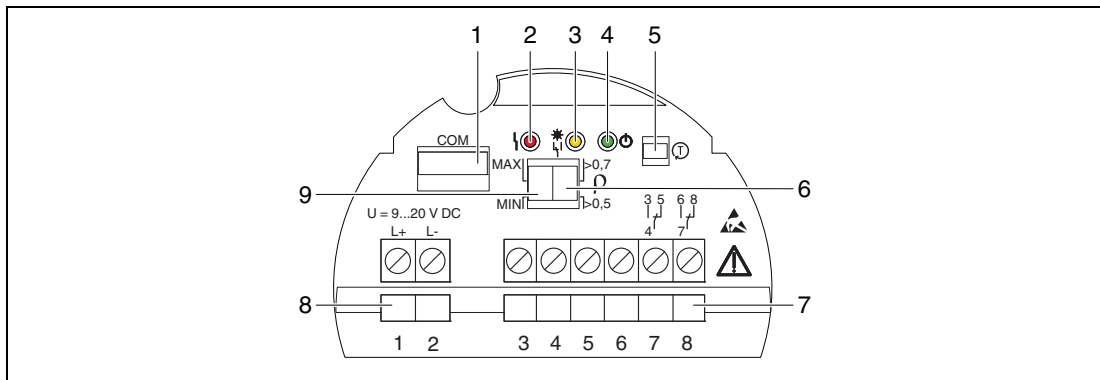 1 2 3 4 5
COM
MAX >0,7
ρ
T
9 6
MIN >0,5
3 5 6 8
4 7
U = 9...20 V DC
L+ L-
8 7
1 2 3 4 5 6 7 8